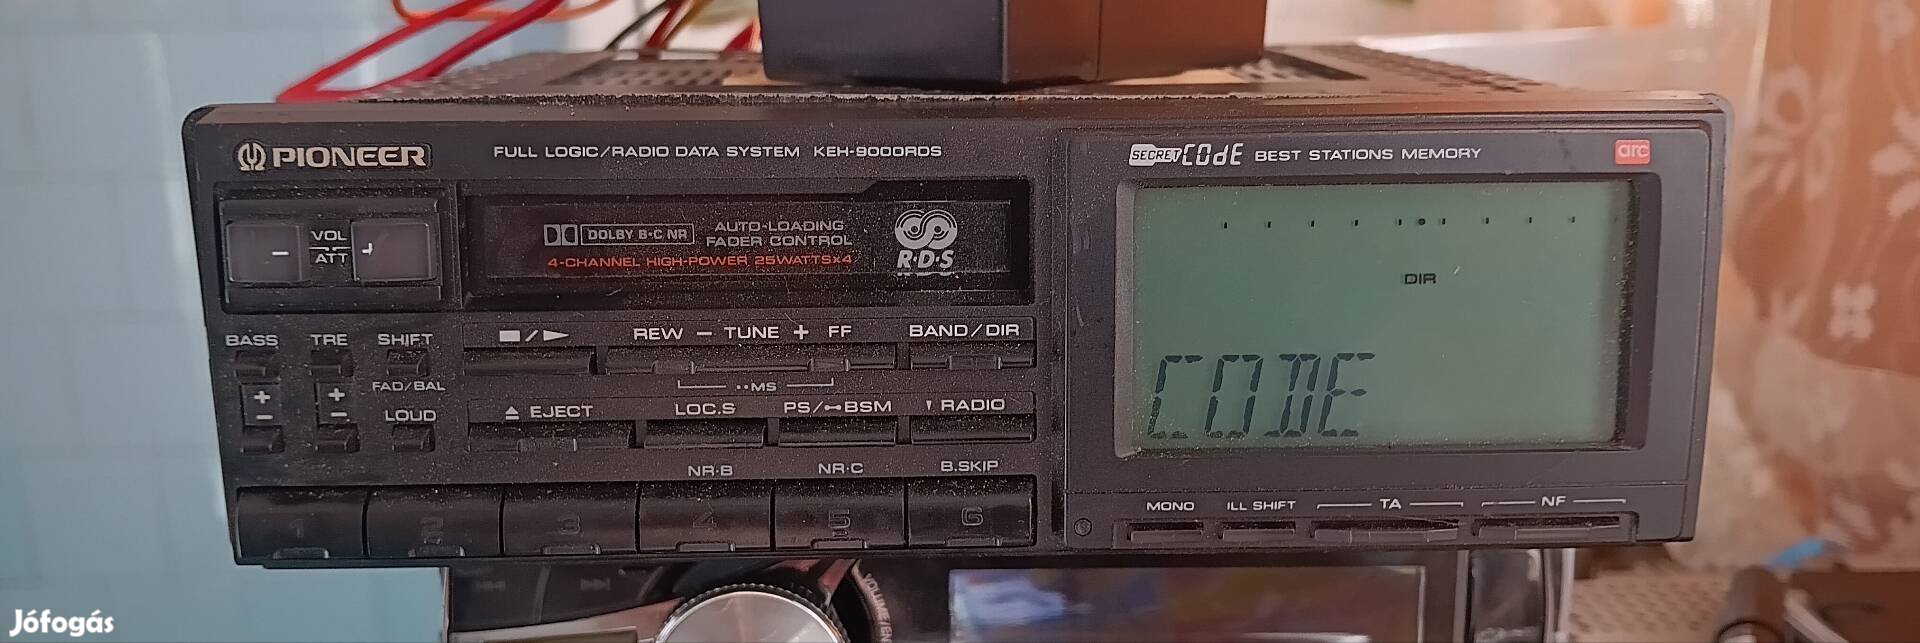 PIONEER FULL LOGIC/RADIO DATA SYSTEM KEH-9000RDS
SECRET CODE BEST STATIONS MEMORY arc
VOL
ATT
DOLBY B·C NR
AUTO-LOADING
FADER CONTROL
4-CHANNEL HIGH-POWER 25WATTS×4
R·D·S
DIR
CODE
BASS TRE SHIFT
FAD/BAL
LOUD
REW – TUNE + FF BAND/DIR
··MS
EJECT LOC.S PS/BSM RADIO
NR·B NR·C B.SKIP
1 2 3 4 5 6
MONO ILL SHIFT TA NF
Jófogás